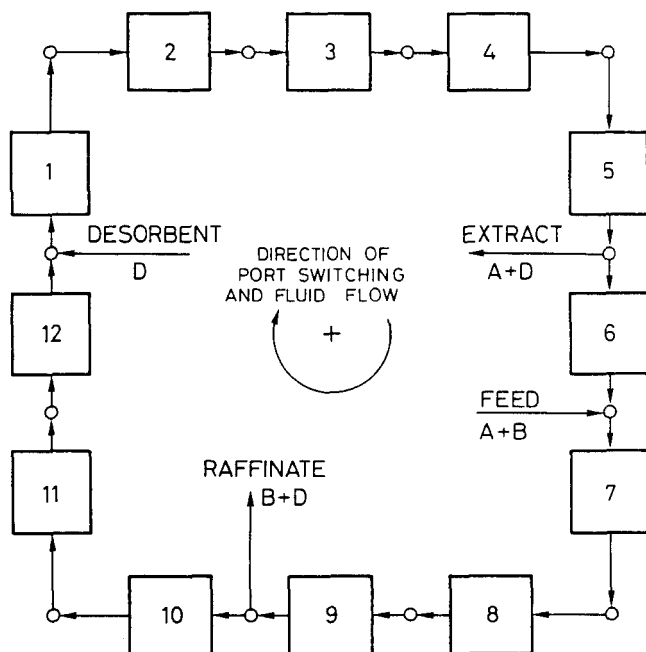 2
3
4
1
5
DESORBENT
D
EXTRACT
A+D
DIRECTION OF
PORT SWITCHING
AND FLUID FLOW
+
12
6
FEED
A+B
11
RAFFINATE
B+D
7
10
9
8